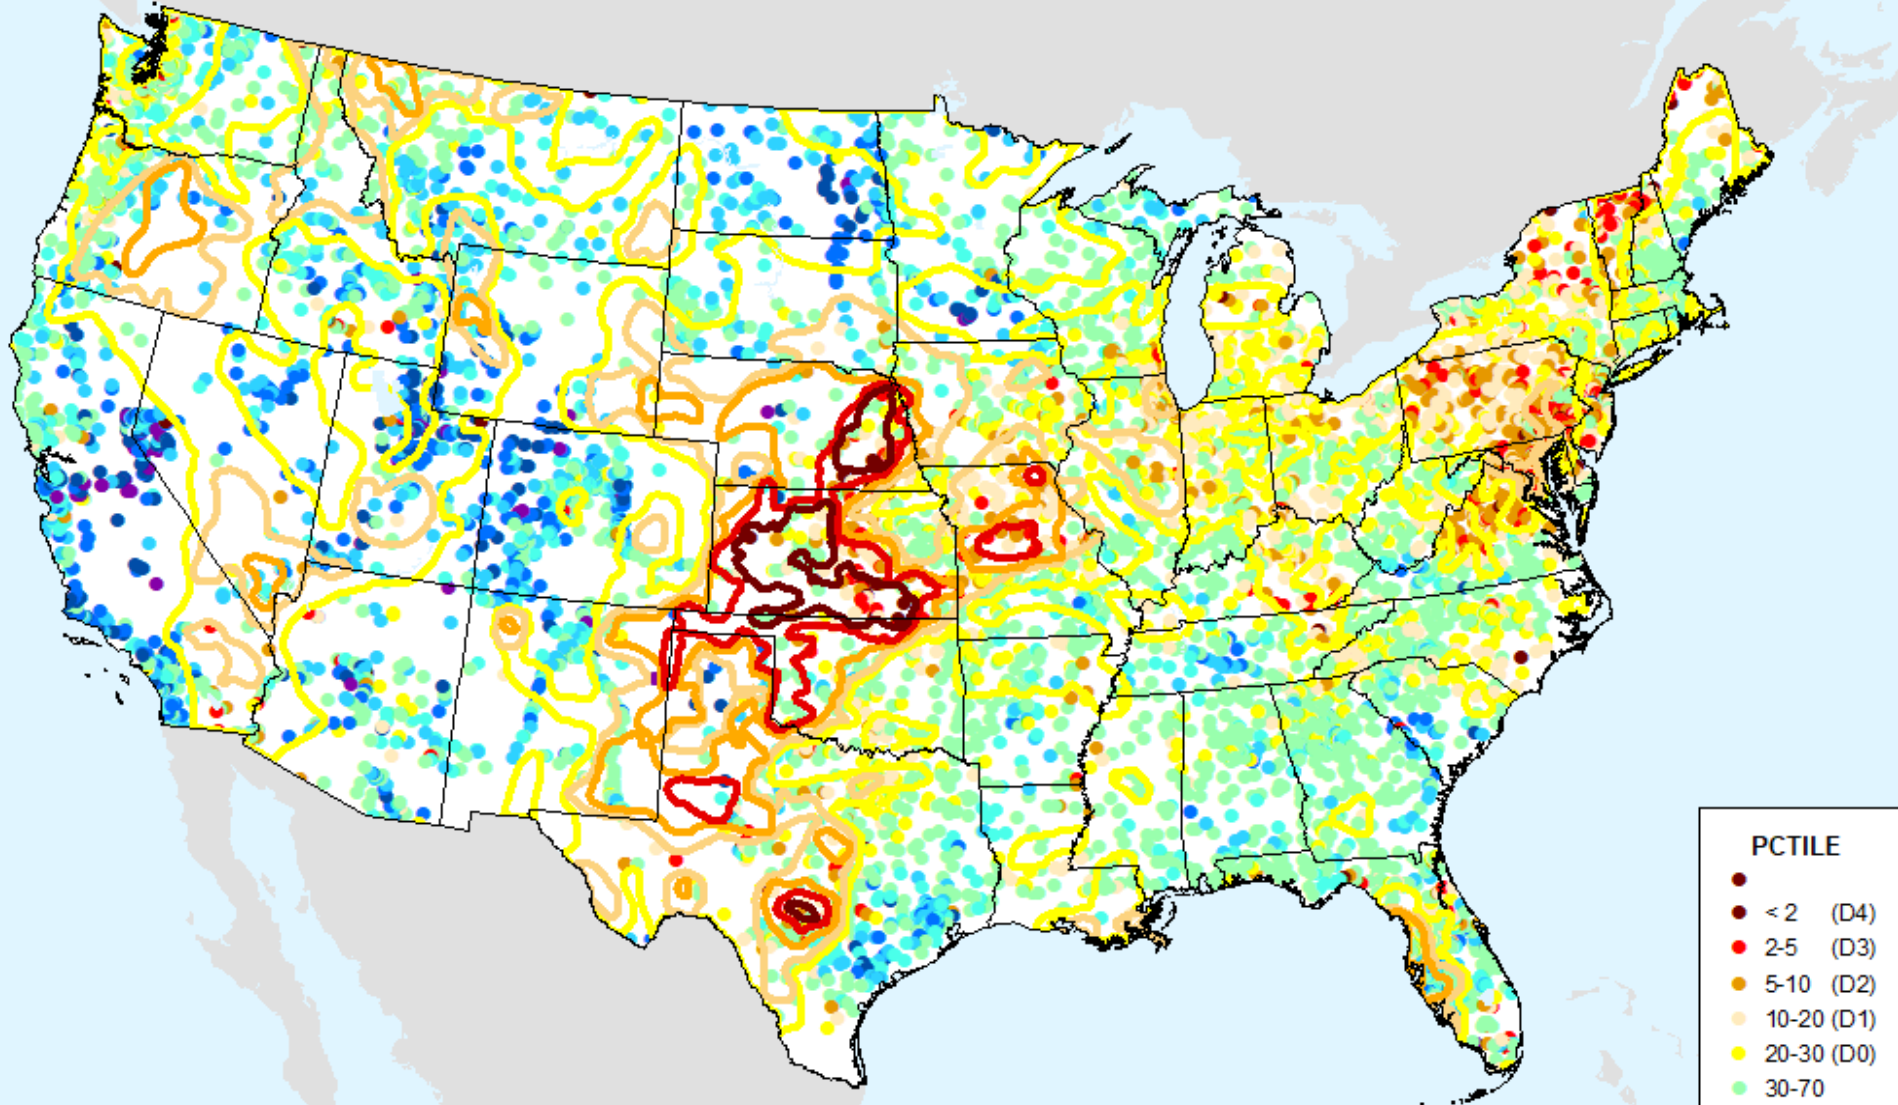 PCTILE
< 2 (D4)
2-5 (D3)
5-10 (D2)
10-20 (D1)
20-30 (D0)
30-70